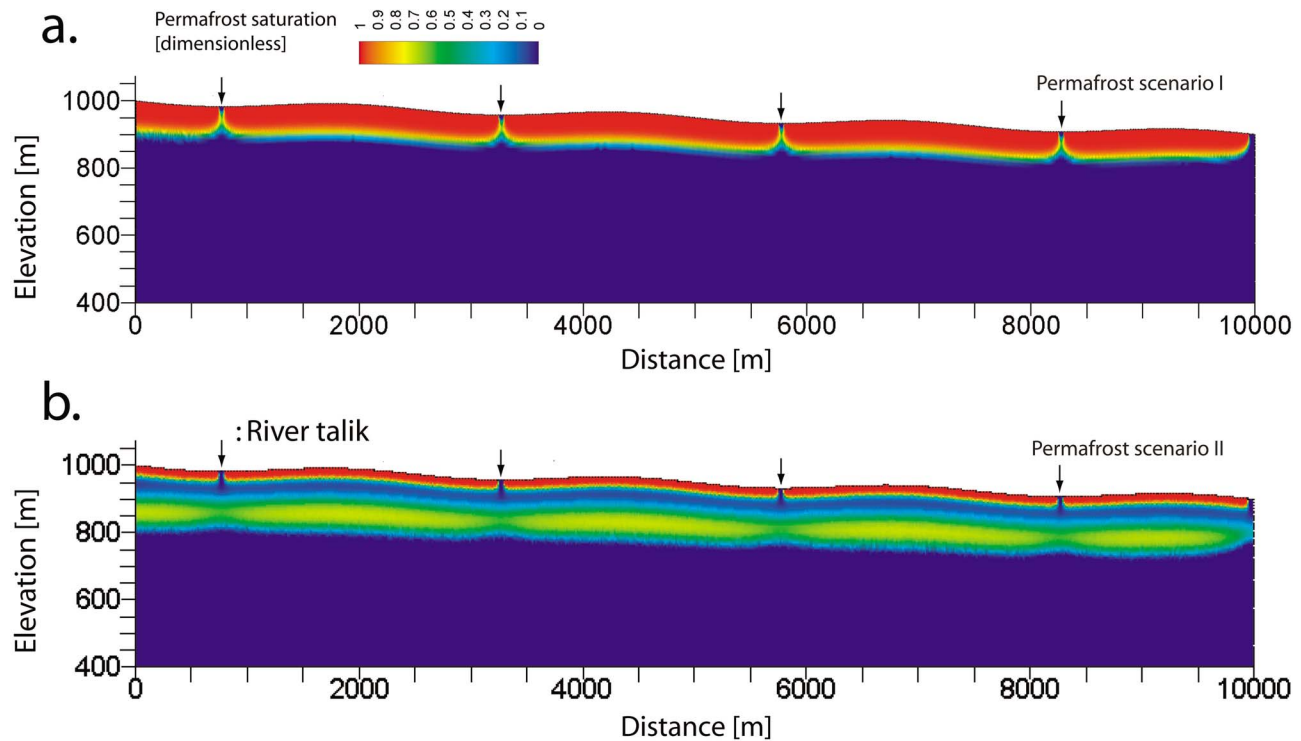 a.
Permafrost saturation
[dimensionless]
1 0.9 0.8 0.7 0.6 0.5 0.4 0.3 0.2 0.1 0
Permafrost scenario I
Elevation [m]
1000
800
600
400
0 2000 4000 6000 8000 10000
Distance [m]
b.
: River talik
Permafrost scenario II
Elevation [m]
1000
800
600
400
0 2000 4000 6000 8000 10000
Distance [m]